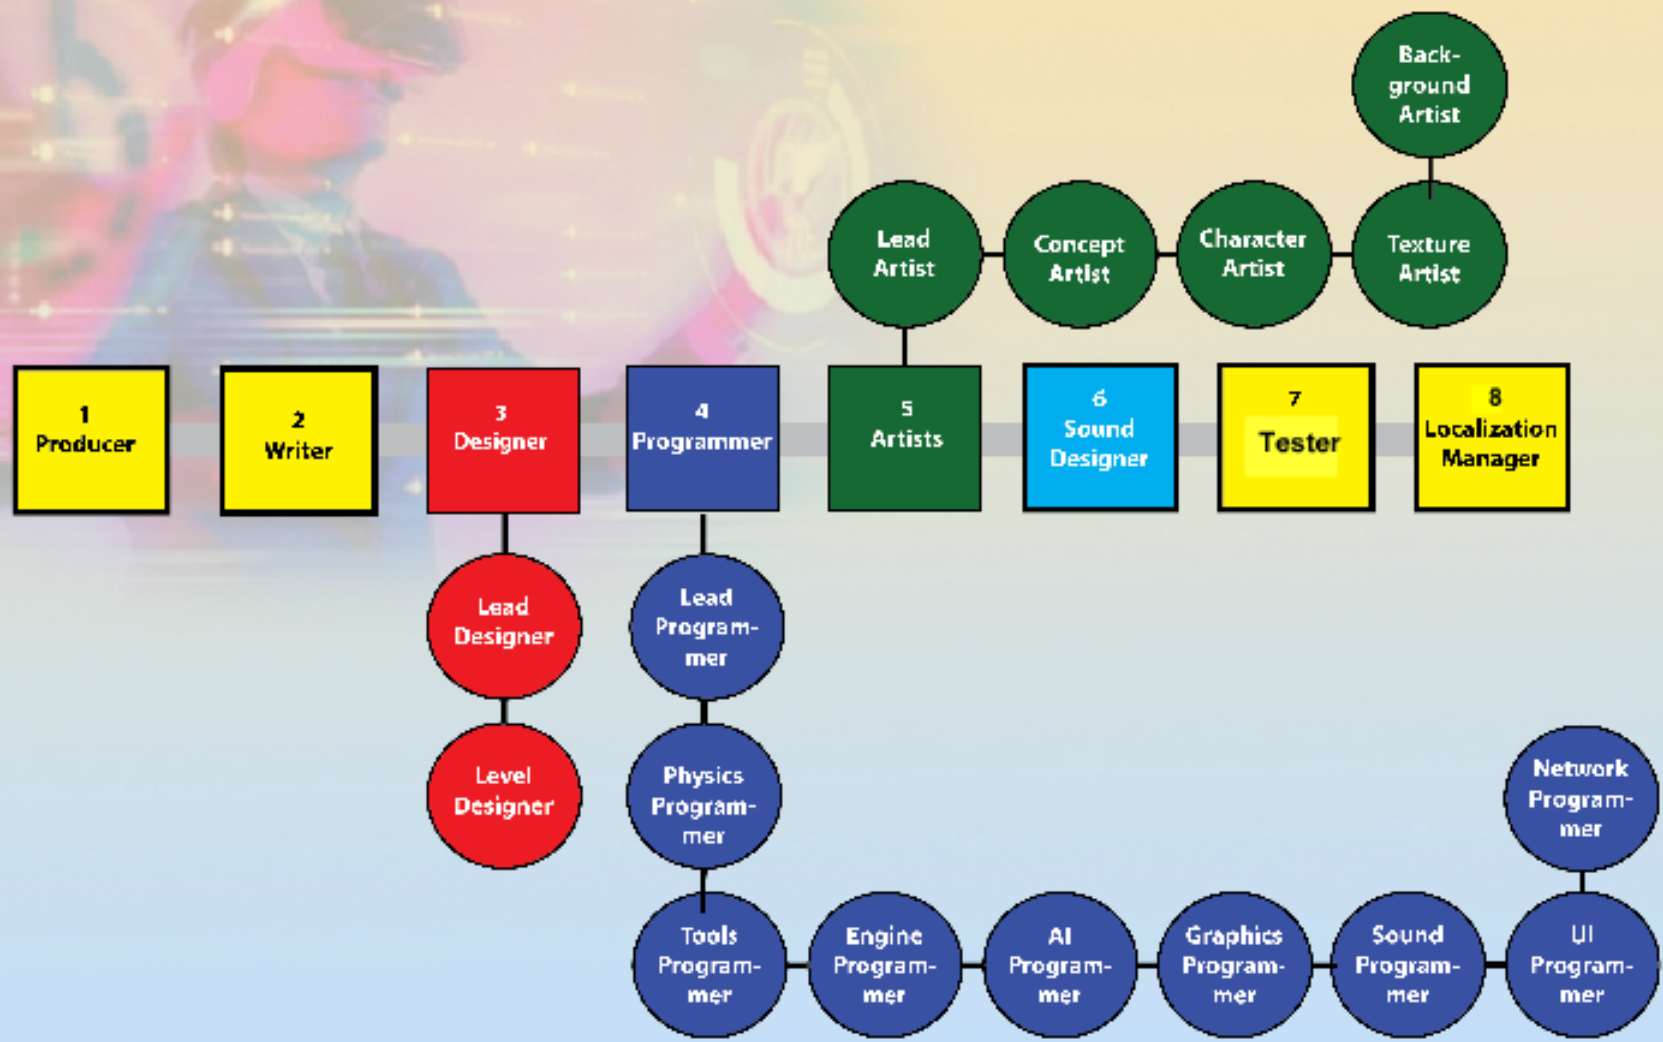 Back-
ground
Artist
Lead
Artist
Concept
Artist
Character
Artist
Texture
Artist
1
Producer
2
Writer
3
Designer
4
Programmer
5
Artists
6
Sound
Designer
7
Tester
8
Localization
Manager
Lead
Designer
Lead
Program-
mer
Level
Designer
Physics
Program-
mer
Network
Program-
mer
Tools
Program-
mer
Engine
Program-
mer
AI
Program-
mer
Graphics
Program-
mer
Sound
Program-
mer
UI
Program-
mer